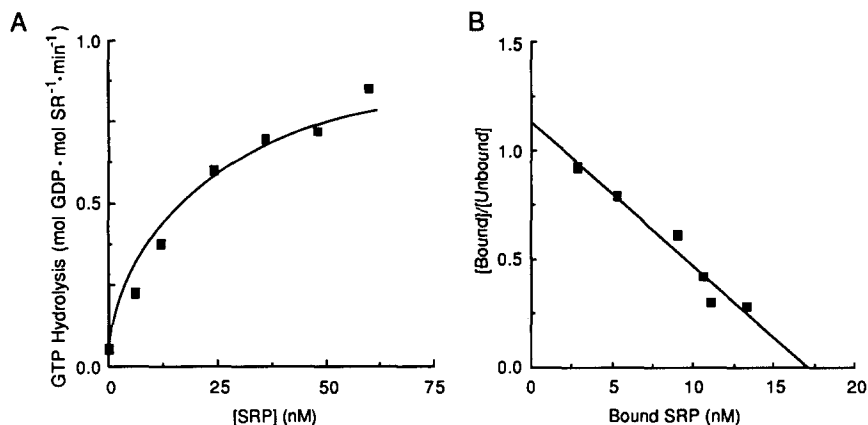 A
GTP Hydrolysis (mol GDP · mol SR⁻¹ · min⁻¹)
1.0
0.5
0.0
0
25
50
75
[SRP] (nM)
B
[Bound]/[Unbound]
1.5
1.0
0.5
0.0
0
5
10
15
20
Bound SRP (nM)